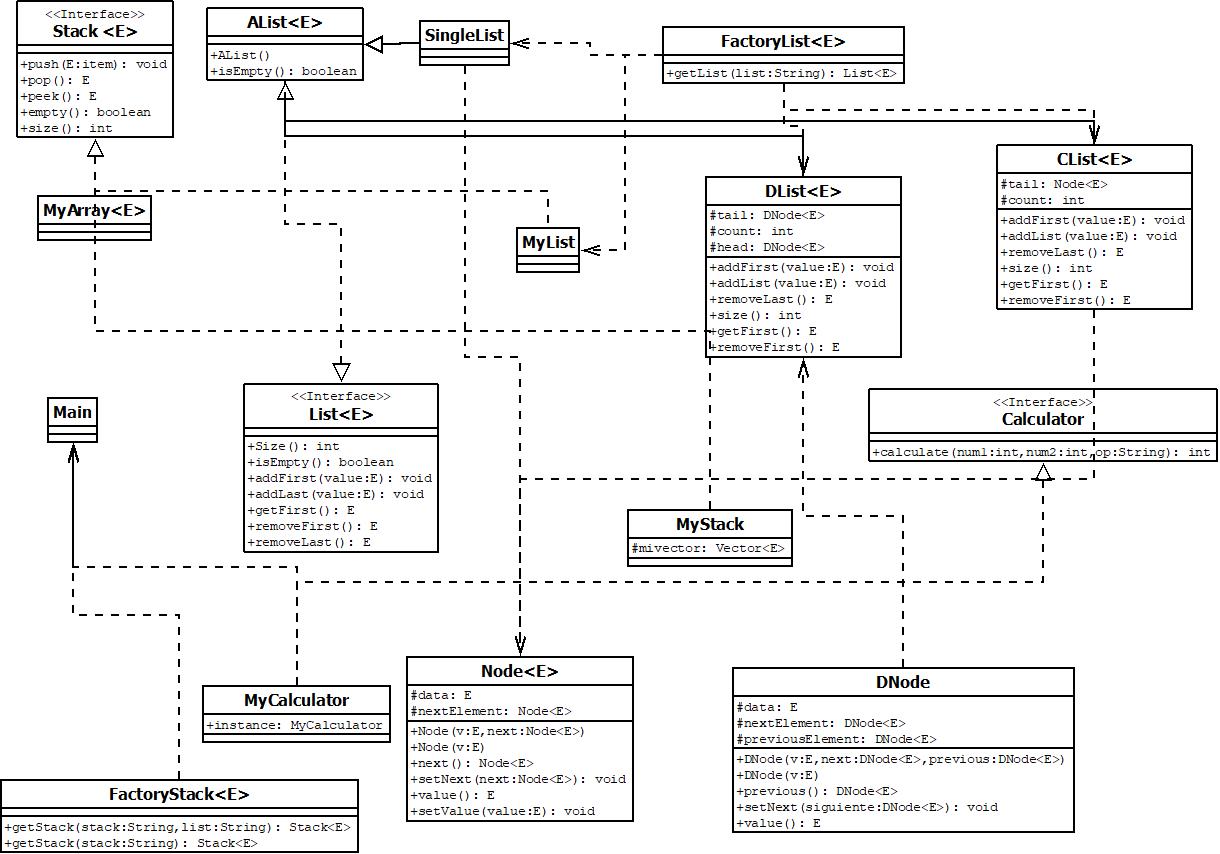 <<Interface>>
Stack <E>
+push(E:item): void
+pop(): E
+peek(): E
+empty(): boolean
+size(): int
AList<E>
+AList()
+isEmpty(): boolean
SingleList
FactoryList<E>
+getList(list:String): List<E>
MyArray<E>
MyList
DList<E>
#tail: DNode<E>
#count: int
#head: DNode<E>
+addFirst(value:E): void
+addList(value:E): void
+removeLast(): E
+size(): int
+getFirst(): E
+removeFirst(): E
CList<E>
#tail: Node<E>
#count: int
+addFirst(value:E): void
+addList(value:E): void
+removeLast(): E
+size(): int
+getFirst(): E
+removeFirst(): E
Main
<<Interface>>
List<E>
+Size(): int
+isEmpty(): boolean
+addFirst(value:E): void
+addLast(value:E): void
+getFirst(): E
+removeFirst(): E
+removeLast(): E
<<Interface>>
Calculator
+calculate(num1:int,num2:int,op:String): int
MyStack
#mivector: Vector<E>
MyCalculator
+instance: MyCalculator
Node<E>
#data: E
#nextElement: Node<E>
+Node(v:E,next:Node<E>)
+Node(v:E)
+next(): Node<E>
+setNext(next:Node<E>): void
+value(): E
+setValue(value:E): void
DNode
#data: E
#nextElement: DNode<E>
#previousElement: DNode<E>
+DNode(v:E,next:DNode<E>,previous:DNode<E>)
+DNode(v:E)
+previous(): DNode<E>
+setNext(siguiente:DNode<E>): void
+value(): E
FactoryStack<E>
+getStack(stack:String,list:String): Stack<E>
+getStack(stack:String): Stack<E>